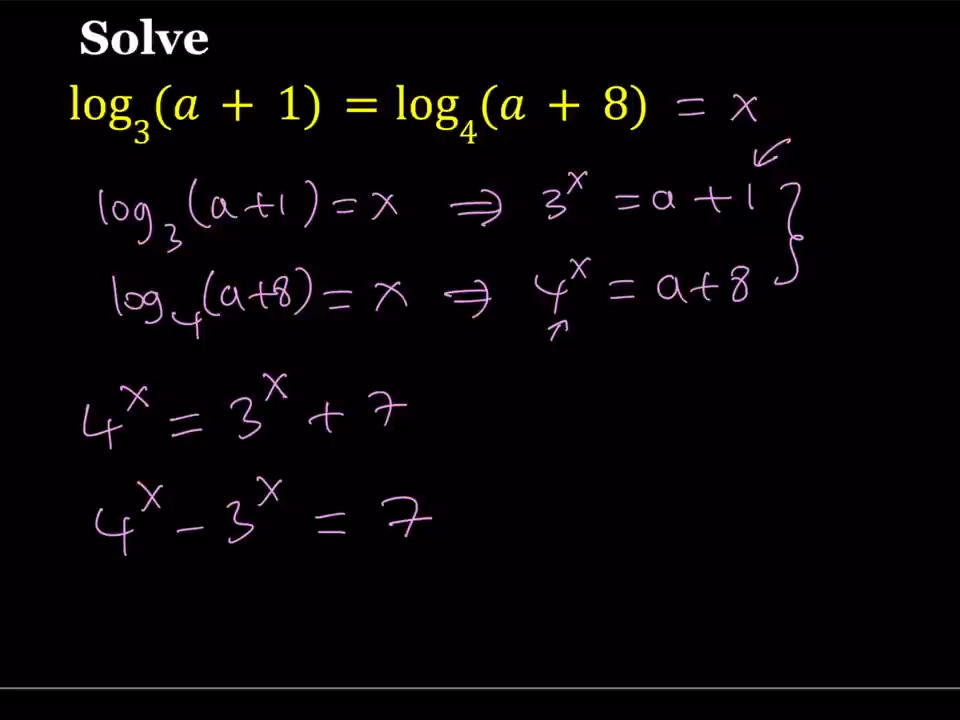 Solve
log₃(a + 1) = log₄(a + 8) = x
log₃(a+1) = x ⇒ 3ˣ = a + 1
log₄(a+8) = x ⇒ 4ˣ = a+8
4ˣ = 3ˣ + 7
4ˣ - 3ˣ = 7